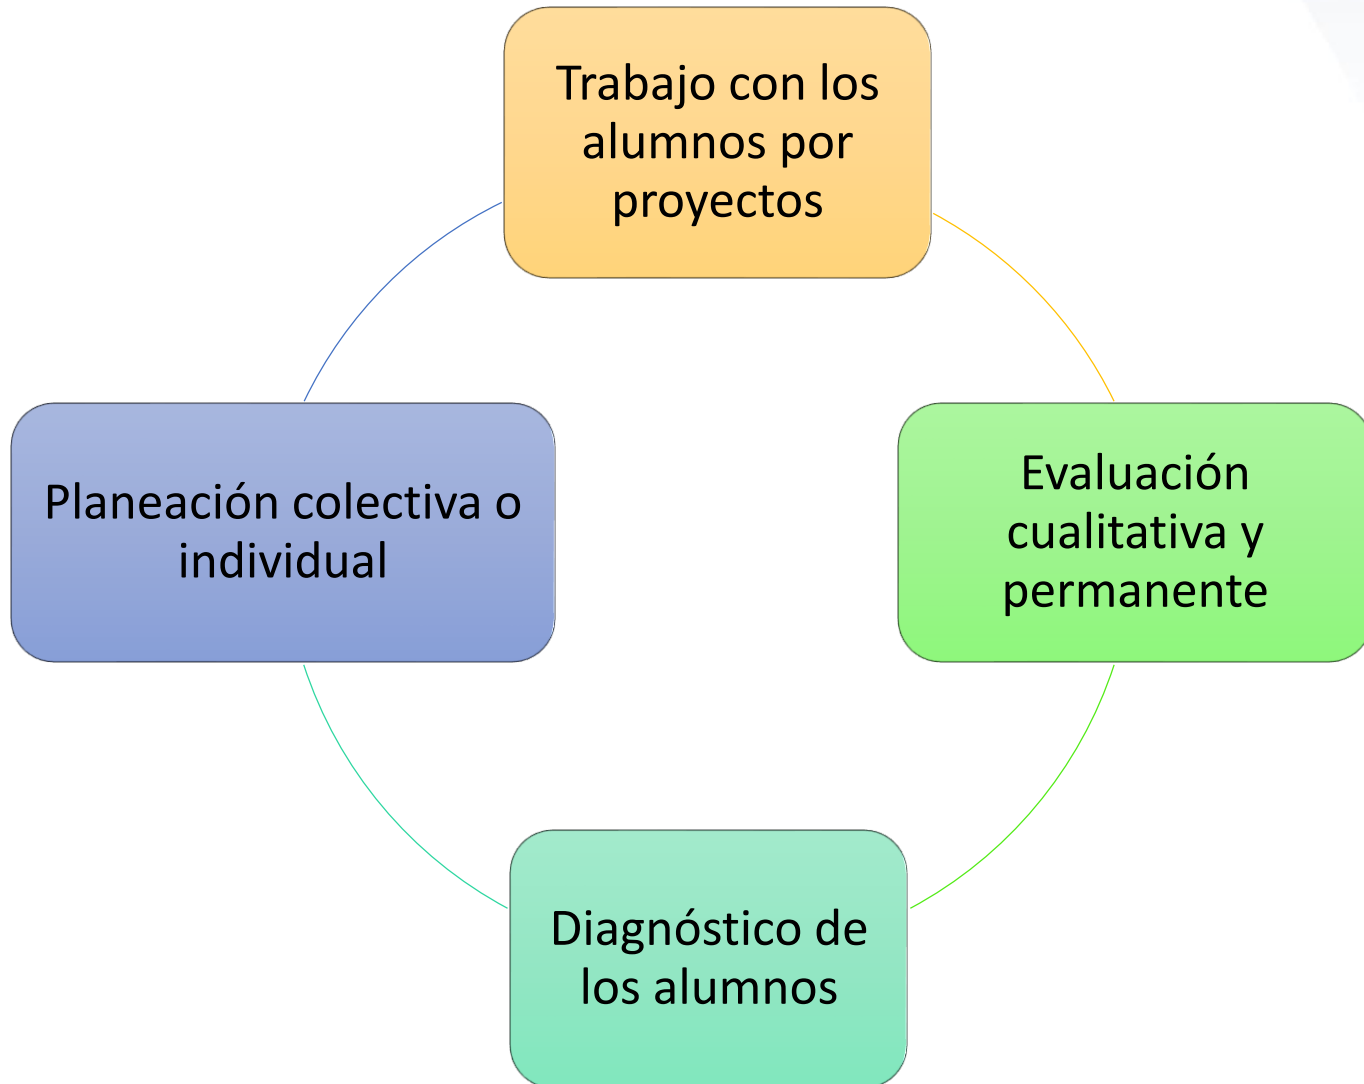 Trabajo con los
alumnos por
proyectos
Planeación colectiva o
individual
Evaluación
cualitativa y
permanente
Diagnóstico de
los alumnos